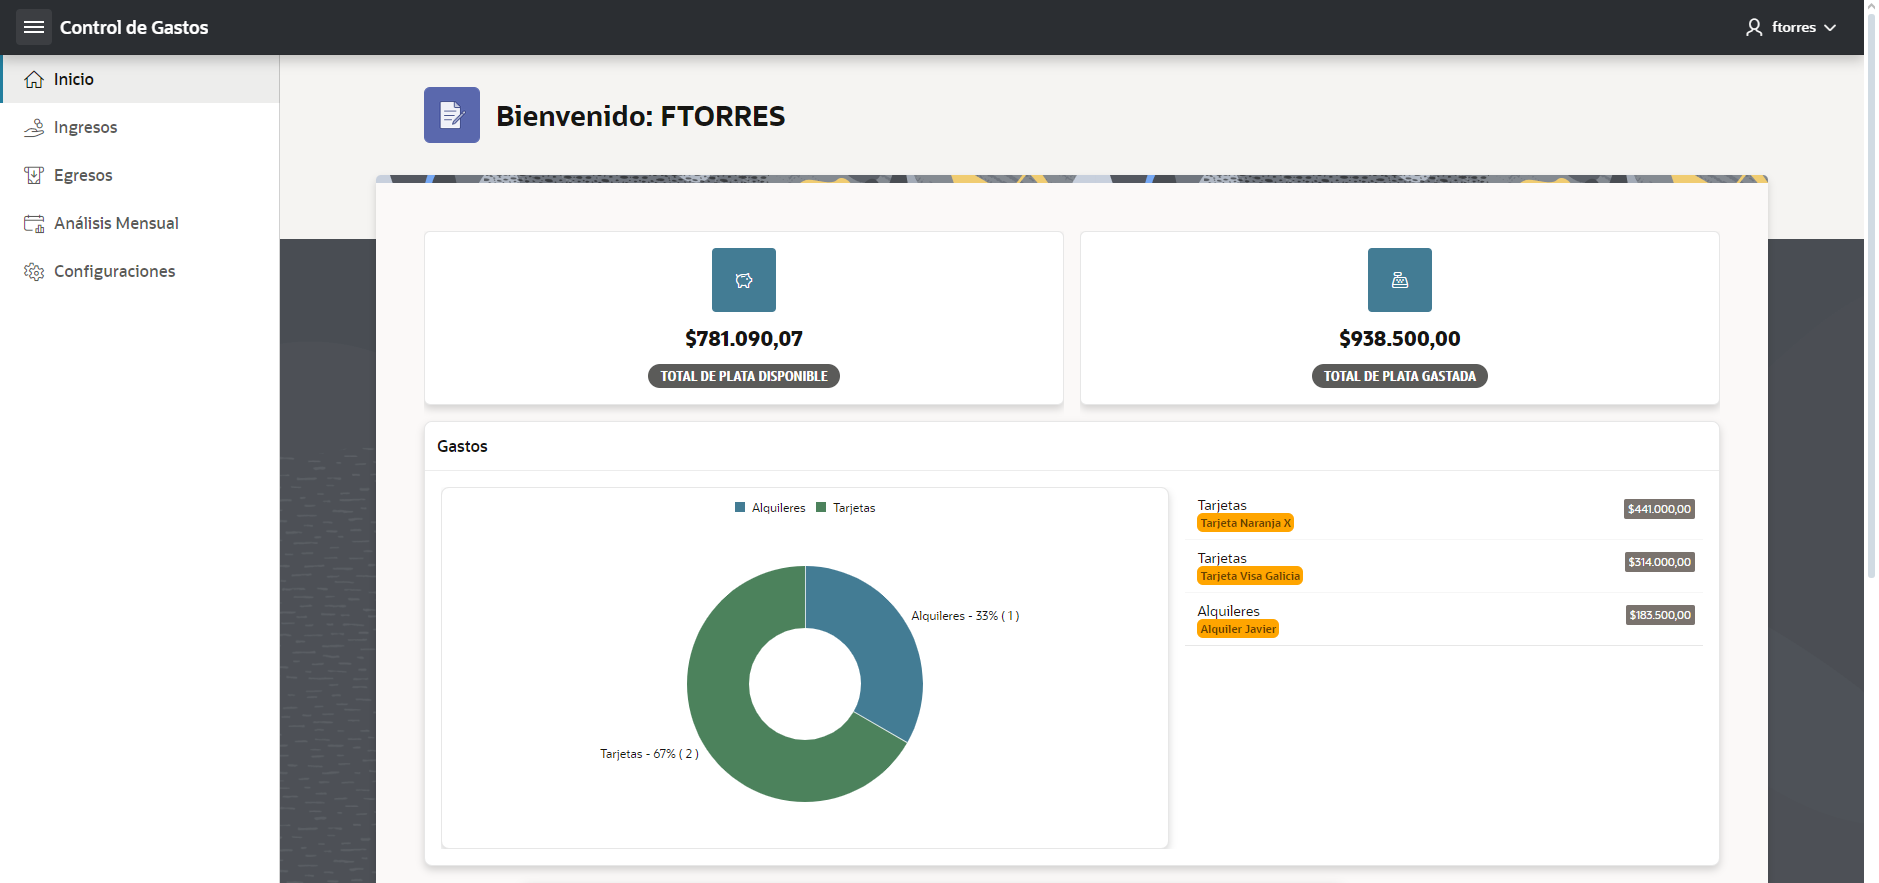 Control de Gastos
ftorres
Inicio
Ingresos
Egresos
Análisis Mensual
Configuraciones
Bienvenido: FTORRES
$781.090,07
TOTAL DE PLATA DISPONIBLE
$938.500,00
TOTAL DE PLATA GASTADA
Gastos
Alquileres
Tarjetas
Alquileres - 33% ( 1 )
Tarjetas - 67% ( 2 )
Tarjetas
$441.000,00
Tarjeta Naranja X
Tarjetas
$314.000,00
Tarjeta Visa Galicia
Alquileres
$183.500,00
Alquiler Javier